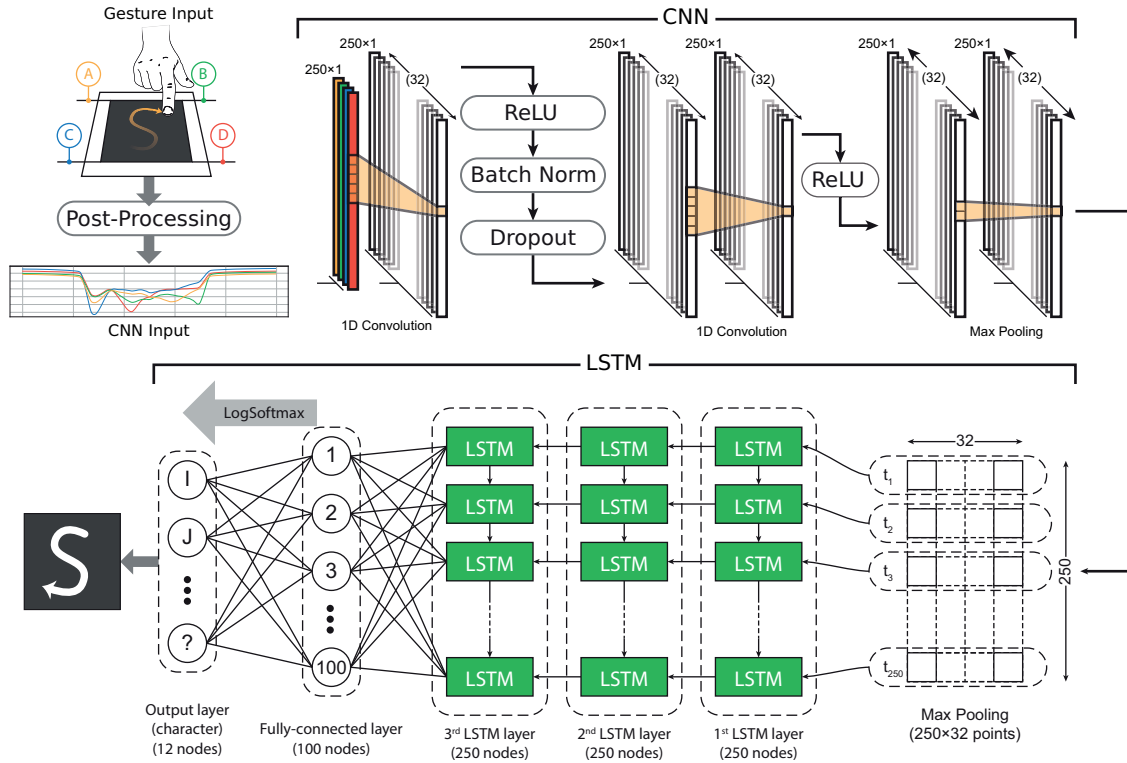 Gesture Input
A
B
C
D
Post-Processing
CNN Input
CNN
250×1
250×1
(32)
1D Convolution
ReLU
Batch Norm
Dropout
250×1
(32)
250×1
(32)
1D Convolution
ReLU
250×1
(32)
250×1
(32)
Max Pooling
LSTM
LogSoftmax
I
J
?
Output layer
(character)
(12 nodes)
1
2
3
100
Fully-connected layer
(100 nodes)
LSTM
LSTM
LSTM
LSTM
3rd LSTM layer
(250 nodes)
LSTM
LSTM
LSTM
LSTM
2nd LSTM layer
(250 nodes)
LSTM
LSTM
LSTM
LSTM
1st LSTM layer
(250 nodes)
32
t1
t2
t3
t250
250
Max Pooling
(250×32 points)